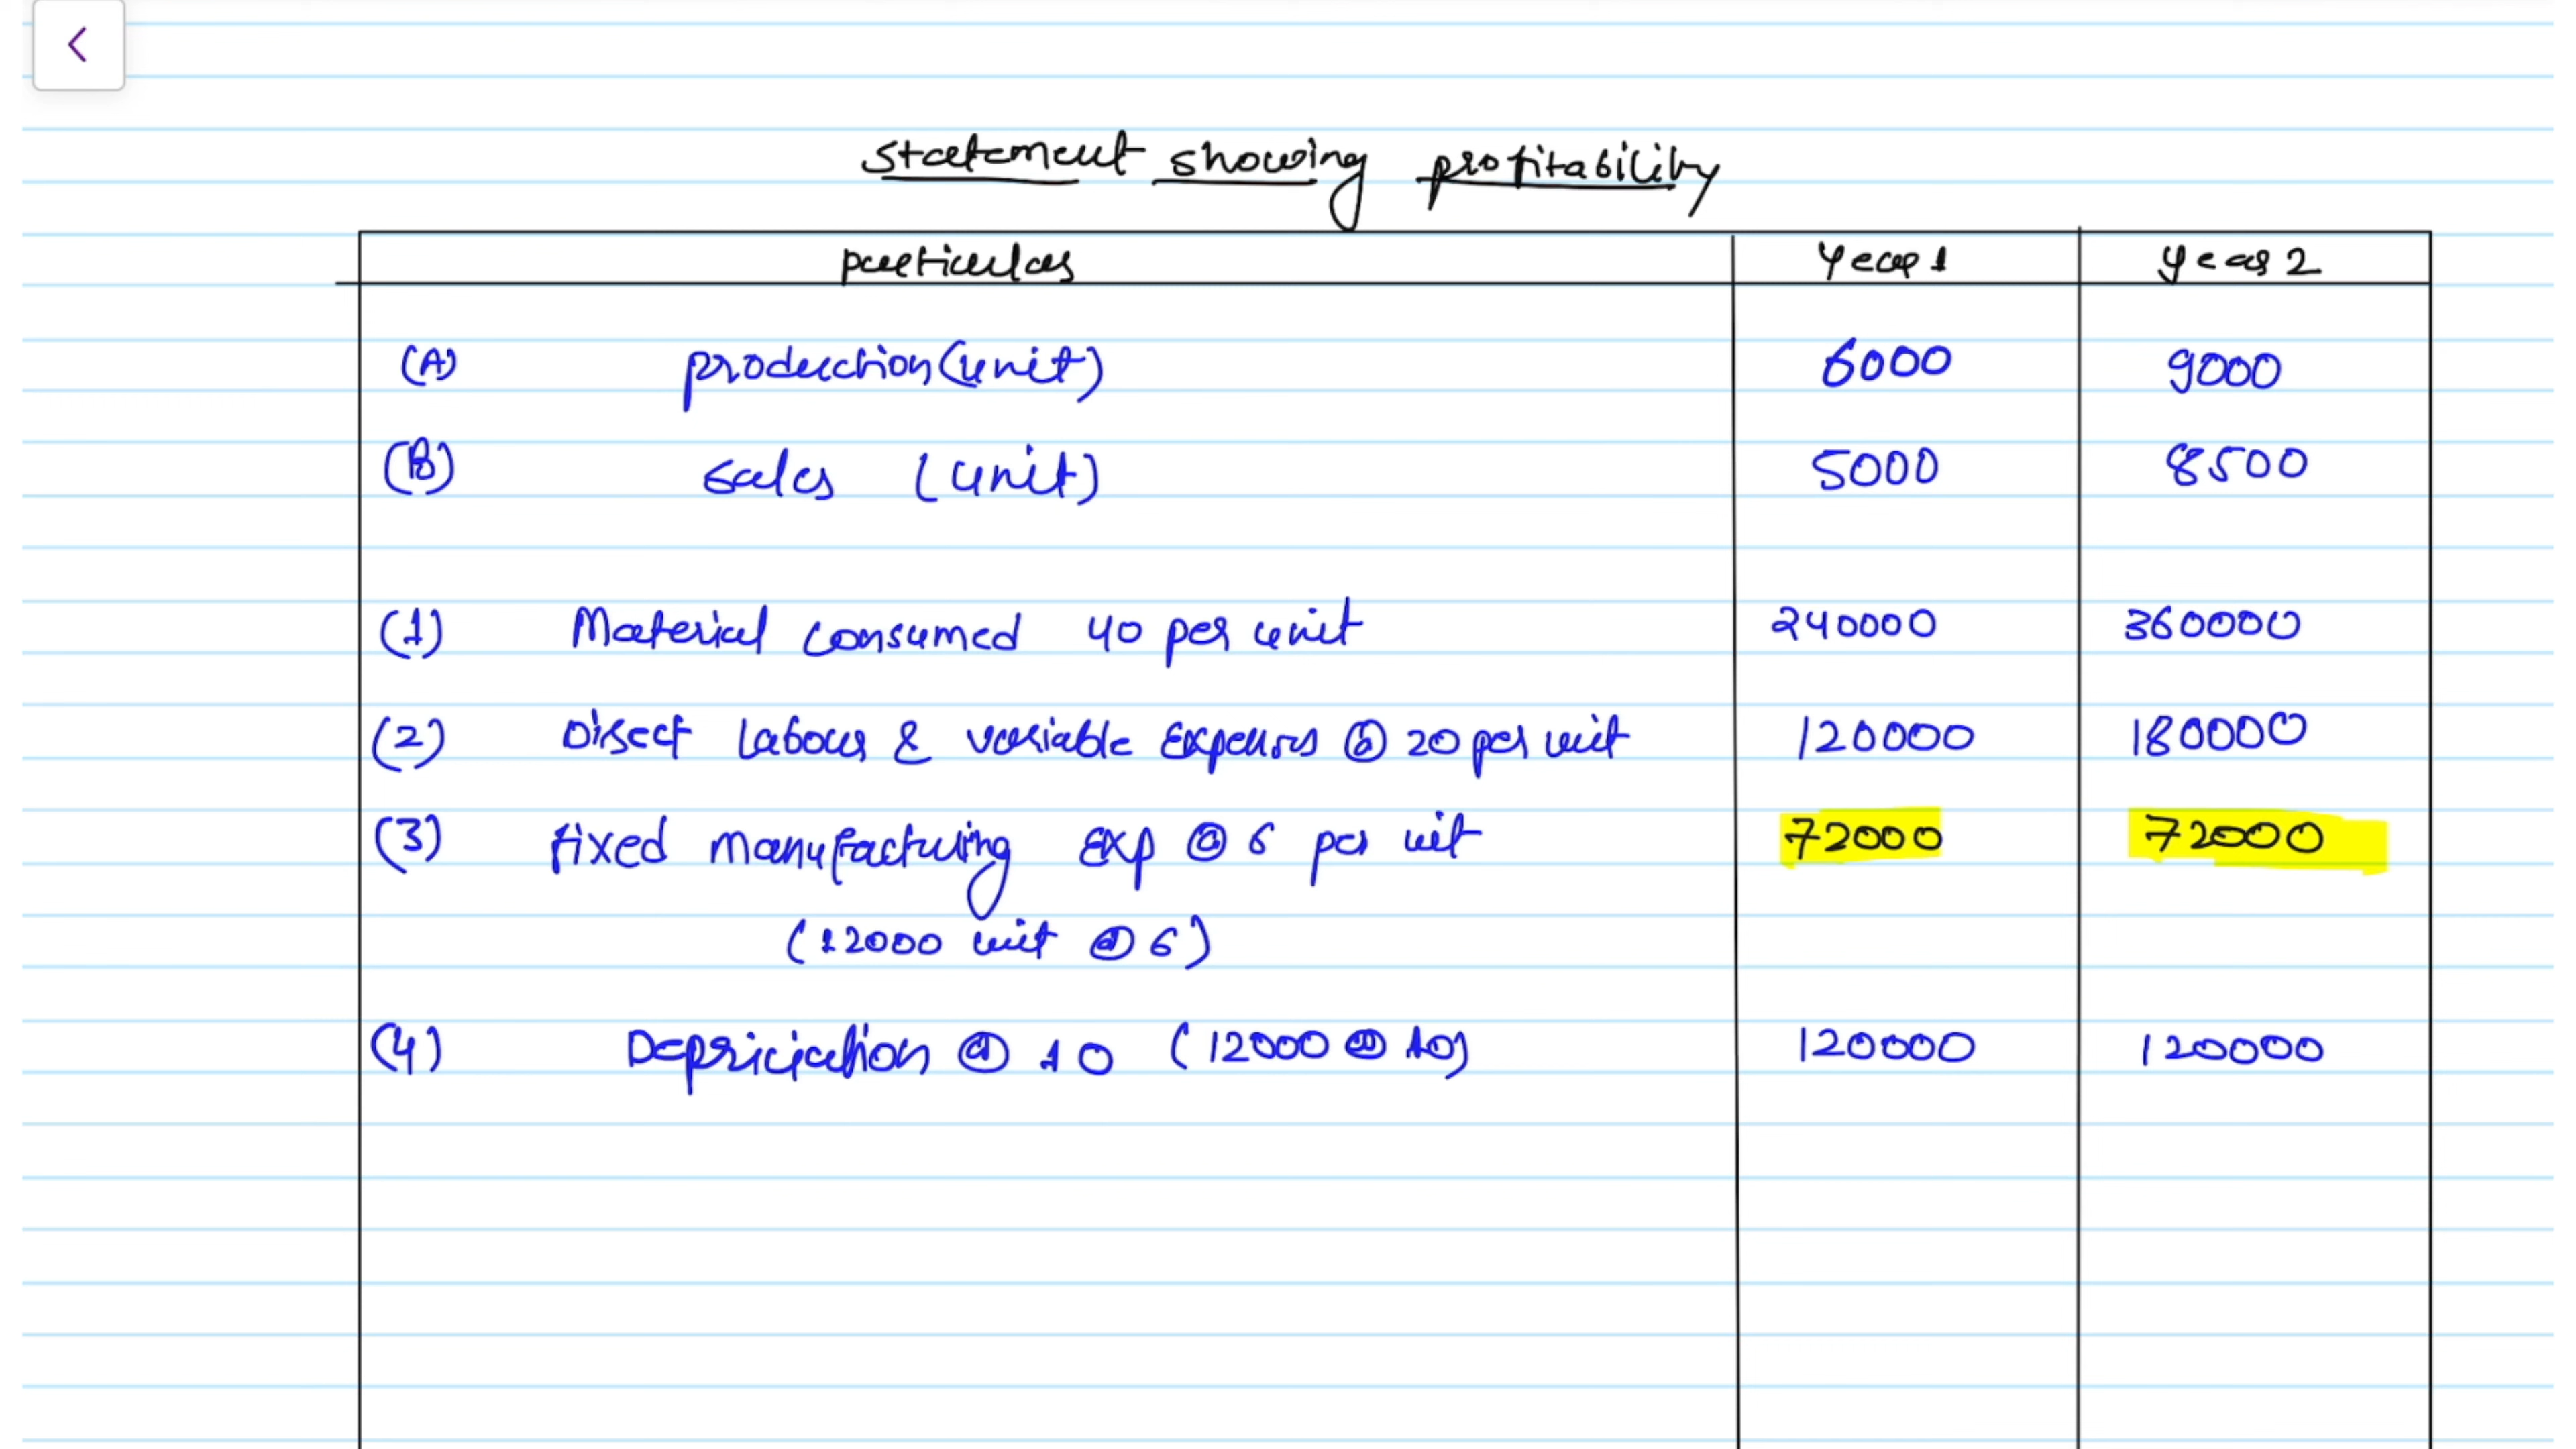 statement showing profitability
particulars Year 1 Year 2
(A) production (unit) 6000 9000
(B) sales (unit) 5000 8500
(1) Material consumed 40 per unit 240000 360000
(2) Direct labour & variable Expenses @ 20 per unit 120000 180000
(3) fixed manufacturing Exp @ 6 per unit 72000 72000
(12000 unit @ 6)
(4) Depriciation @ 10 (12000 @ 10) 120000 120000